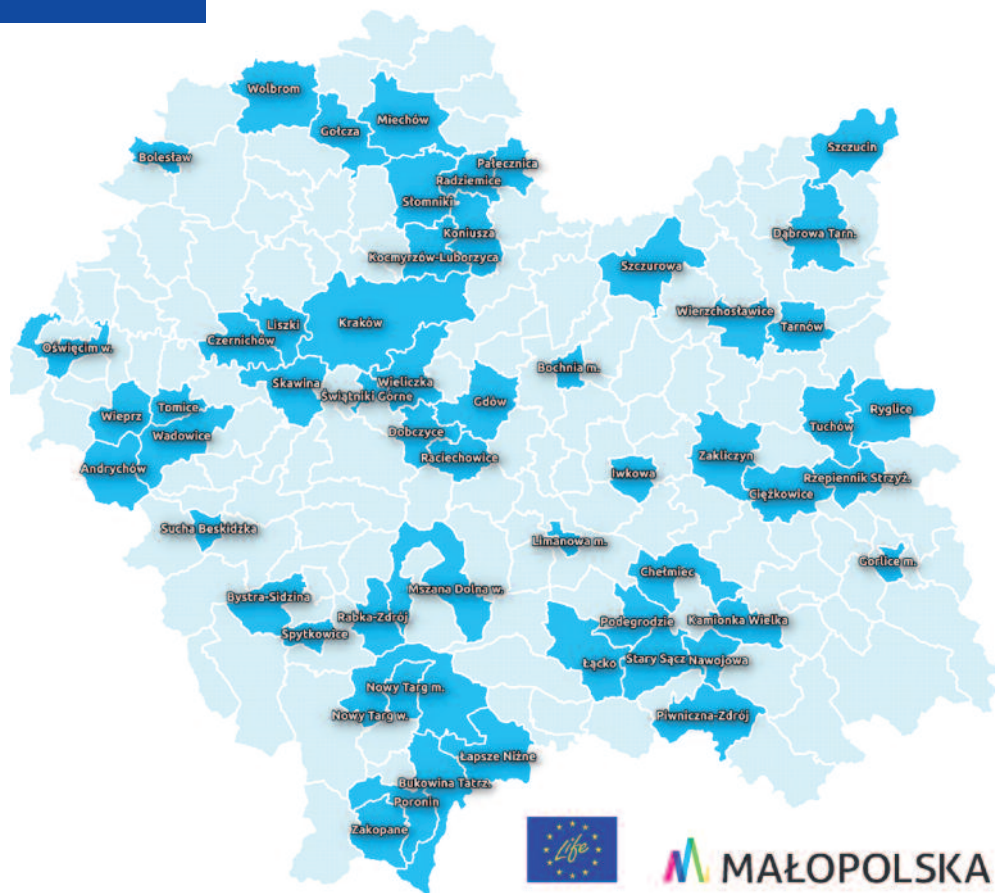 Wolbrom
Miechów
Gołcza
Szczucin
Bolesław
Pałecznica
Radziemice
Słomniki
Koniusza
Dąbrowa Tarn.
Kocmyrzów-Luborzyca
Szczurowa
Wierzchosławice
Tarnów
Liszki
Kraków
Czernichów
Oświęcim w.
Bochnia m.
Skawina
Wieliczka
Świątniki Górne
Gdów
Tomice
Wieprz
Ryglice
Tuchów
Wadowice
Dobczyce
Raciechowice
Zakliczyn
Andrychów
Iwkowa
Rzepiennik Strzyż.
Ciężkowice
Sucha Beskidzka
Limanowa m.
Gorlice m.
Chełmiec
Mszana Dolna w.
Bystra-Sidzina
Rabka-Zdrój
Podegrodzie
Kamionka Wielka
Spytkowice
Łącko
Stary Sącz
Nawojowa
Nowy Targ m.
Nowy Targ w.
Piwniczna-Zdrój
Łapsze Niżne
Bukowina Tatrz.
Poronin
Zakopane
Life
MAŁOPOLSKA